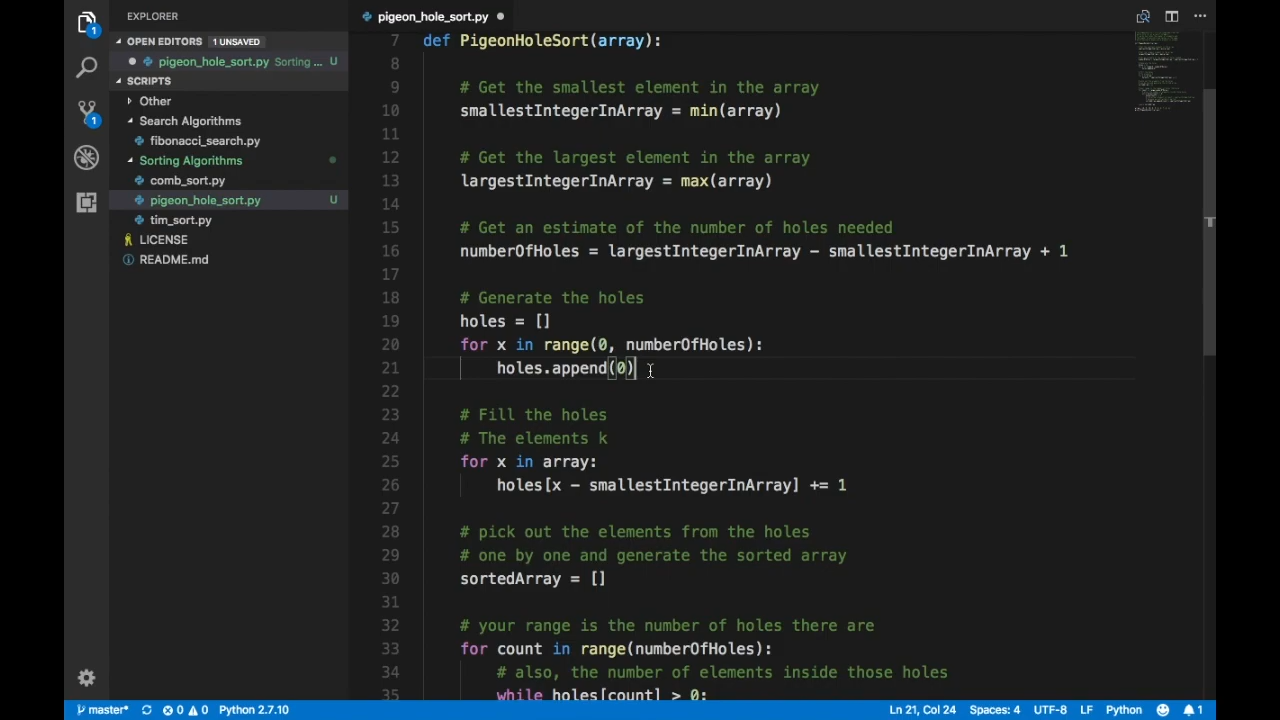 EXPLORER
OPEN EDITORS 1 UNSAVED
pigeon_hole_sort.py Sorting ... U
SCRIPTS
Other
Search Algorithms
fibonacci_search.py
Sorting Algorithms
comb_sort.py
pigeon_hole_sort.py U
tim_sort.py
LICENSE
README.md
1
1
pigeon_hole_sort.py
7 def PigeonHoleSort(array):
8
9 # Get the smallest element in the array
10 smallestIntegerInArray = min(array)
11
12 # Get the largest element in the array
13 largestIntegerInArray = max(array)
14
15 # Get an estimate of the number of holes needed
16 numberOfHoles = largestIntegerInArray - smallestIntegerInArray + 1
17
18 # Generate the holes
19 holes = []
20 for x in range(0, numberOfHoles):
21 holes.append(0)
22
23 # Fill the holes
24 # The elements k
25 for x in array:
26 holes[x - smallestIntegerInArray] += 1
27
28 # pick out the elements from the holes
29 # one by one and generate the sorted array
30 sortedArray = []
31
32 # your range is the number of holes there are
33 for count in range(numberOfHoles):
34 # also, the number of elements inside those holes
35 while holes[count] > 0:
master* 0 0 Python 2.7.10 Ln 21, Col 24 Spaces: 4 UTF-8 LF Python 1